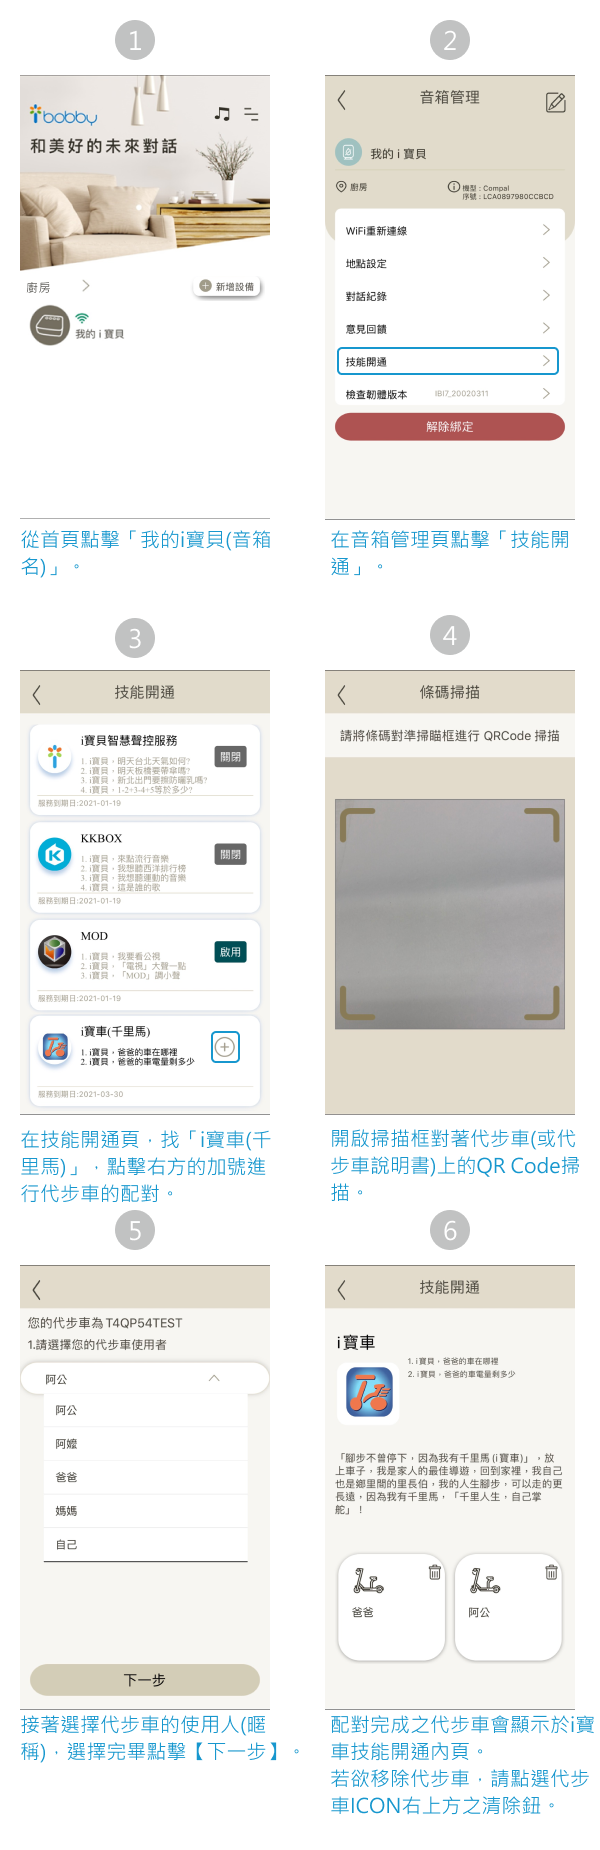 1
ibobby
和美好的未來對話
廚房
新增設備
我的 i 寶貝
從首頁點擊「我的i寶貝(音箱
名)」。
2
音箱管理
我的 i 寶貝
廚房
機型 : Compal
序號 : LCA0897980CCBCD
WiFi重新連線
地點設定
對話紀錄
意見回饋
技能開通
檢查韌體版本 IBI7_20020311
解除綁定
在音箱管理頁點擊「技能開
通」。
3
技能開通
i寶貝智慧聲控服務
關閉
1. i寶貝，明天台北天氣如何?
2. i寶貝，明天板橋要帶傘嗎?
3. i寶貝，新北出門要擦防曬乳嗎?
4. i寶貝，1-2+3-4+5等於多少?
服務到期日:2021-01-19
KKBOX
關閉
1. i寶貝，來點流行音樂
2. i寶貝，我想聽西洋排行榜
3. i寶貝，我想聽運動的音樂
4. i寶貝，這是誰的歌
服務到期日:2021-01-19
MOD
啟用
1. i寶貝，我要看公視
2. i寶貝，「電視」大聲一點
3. i寶貝，「MOD」調小聲
服務到期日:2021-01-19
i寶車(千里馬)
1. i寶貝，爸爸的車在哪裡
2. i寶貝，爸爸的車電量剩多少
服務到期日:2021-03-30
在技能開通頁，找「i寶車(千
里馬)」，點擊右方的加號進
行代步車的配對。
4
條碼掃描
請將條碼對準掃瞄框進行 QRCode 掃描
開啟掃描框對著代步車(或代
步車說明書)上的QR Code掃
描。
5
您的代步車為 T4QP54TEST
1.請選擇您的代步車使用者
阿公
阿公
阿嬤
爸爸
媽媽
自己
下一步
接著選擇代步車的使用人(暱
稱)，選擇完畢點擊【下一步】。
6
技能開通
i寶車
1. i寶貝，爸爸的車在哪裡
2. i寶貝，爸爸的車電量剩多少
「腳步不曾停下，因為我有千里馬 (i寶車)」，放
上車子，我是家人的最佳導遊，回到家裡，我自己
也是鄉里間的里長伯，我的人生腳步，可以走的更
長遠，因為我有千里馬，「千里人生，自己掌
舵」！
爸爸
阿公
配對完成之代步車會顯示於i寶
車技能開通內頁。
若欲移除代步車，請點選代步
車ICON右上方之清除鈕。